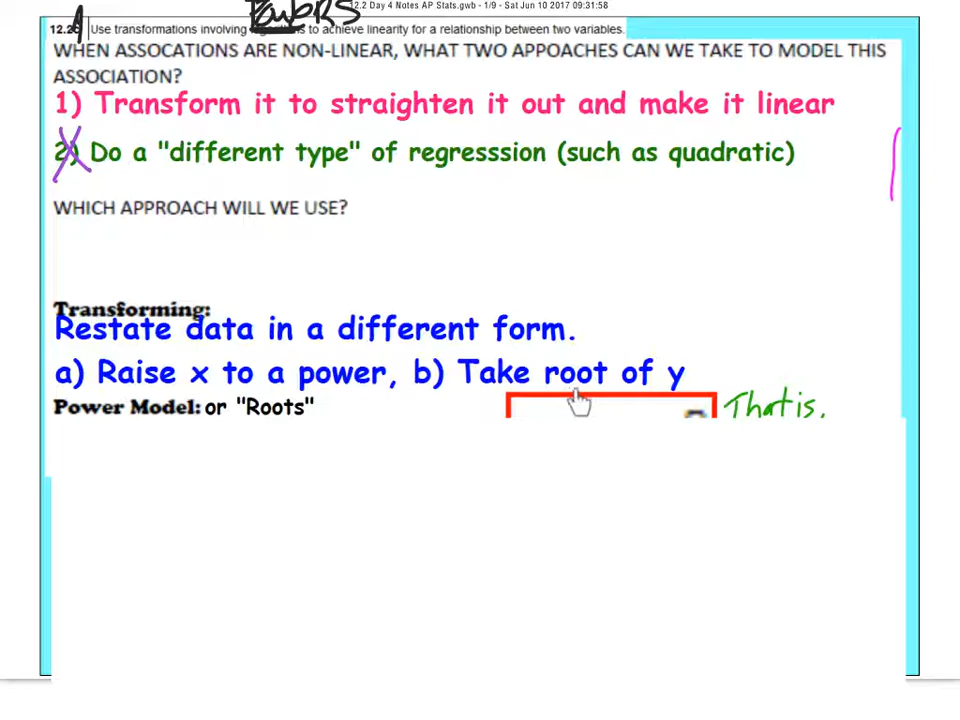 12.2 Day 4 Notes AP Stats.gwb - 1/9 - Sat Jun 10 2017 09:31:58
POWERS
Use transformations involving to achieve linearity for a relationship between two variables.
WHEN ASSOCATIONS ARE NON-LINEAR, WHAT TWO APPOACHES CAN WE TAKE TO MODEL THIS
ASSOCIATION?
1) Transform it to straighten it out and make it linear
2) Do a "different type" of regresssion (such as quadratic)
WHICH APPROACH WILL WE USE?
Transforming:
Restate data in a different form.
a) Raise x to a power, b) Take root of y
Power Model: or "Roots"
That is.